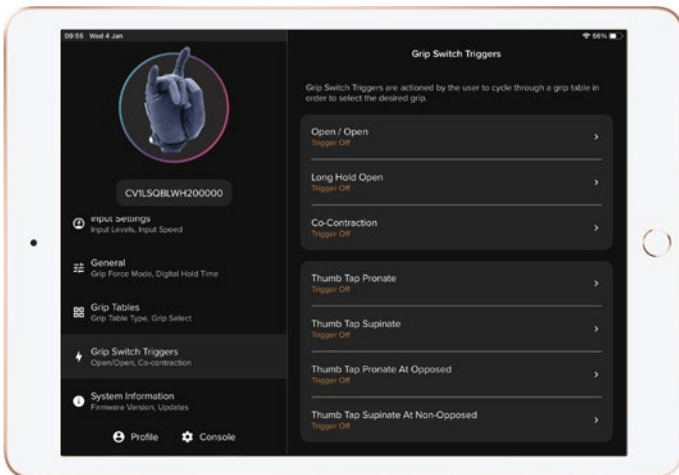 09:55 Wed 4 Jan
56%
CV1LSQBLWH200000
Input Settings
Input Levels, Input Speed
General
Grip Force Mode, Digital Hold Time
Grip Tables
Grip Table Type, Grip Select
Grip Switch Triggers
Open/Open, Co-contraction
System Information
Firmware Version, Updates
Profile
Console
Grip Switch Triggers
Grip Switch Triggers are actioned by the user to cycle through a grip table in
order to select the desired grip.
Open / Open
Trigger Off
Long Hold Open
Trigger Off
Co-Contraction
Trigger Off
Thumb Tap Pronate
Trigger Off
Thumb Tap Supinate
Trigger Off
Thumb Tap Pronate At Opposed
Trigger Off
Thumb Tap Supinate At Non-Opposed
Trigger Off